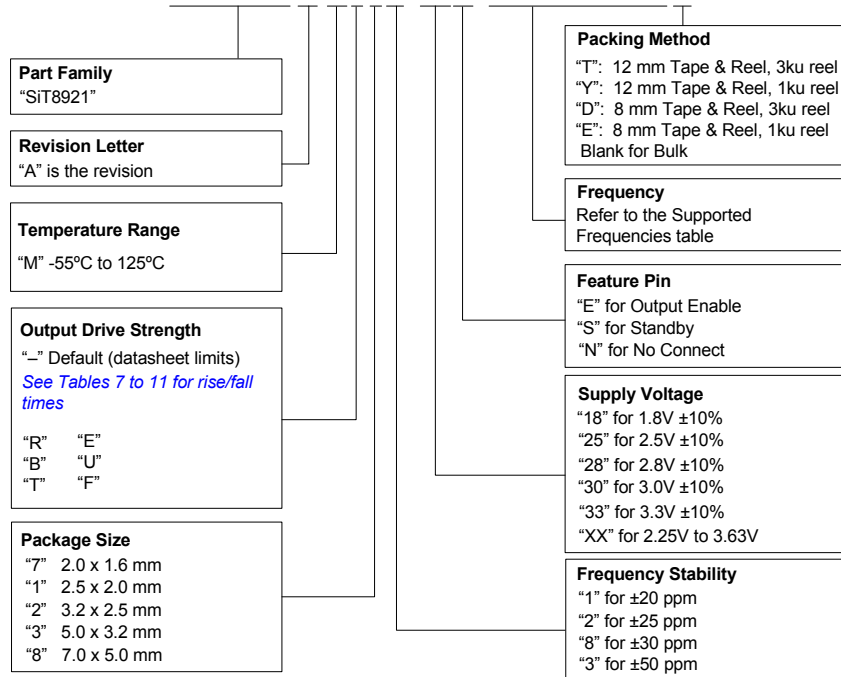 Part Family
“SiT8921”
Revision Letter
“A” is the revision
Temperature Range
“M” -55ºC to 125ºC
Output Drive Strength
“–” Default (datasheet limits)
See Tables 7 to 11 for rise/fall
times
“R” “E”
“B” “U”
“T” “F”
Package Size
“7” 2.0 x 1.6 mm
“1” 2.5 x 2.0 mm
“2” 3.2 x 2.5 mm
“3” 5.0 x 3.2 mm
“8” 7.0 x 5.0 mm
Packing Method
“T”: 12 mm Tape & Reel, 3ku reel
“Y”: 12 mm Tape & Reel, 1ku reel
“D”: 8 mm Tape & Reel, 3ku reel
“E”: 8 mm Tape & Reel, 1ku reel
Blank for Bulk
Frequency
Refer to the Supported
Frequencies table
Feature Pin
“E” for Output Enable
“S” for Standby
“N” for No Connect
Supply Voltage
“18” for 1.8V ±10%
“25” for 2.5V ±10%
“28” for 2.8V ±10%
“30” for 3.0V ±10%
“33” for 3.3V ±10%
“XX” for 2.25V to 3.63V
Frequency Stability
“1” for ±20 ppm
“2” for ±25 ppm
“8” for ±30 ppm
“3” for ±50 ppm